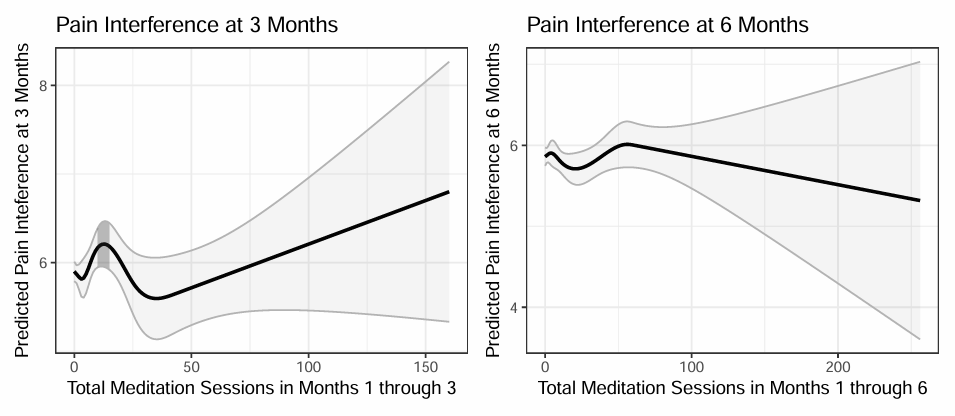 Pain Interference at 3 Months
Predicted Pain Inteference at 3 Months
8
6
0
50
100
150
Total Meditation Sessions in Months 1 through 3
Pain Interference at 6 Months
Predicted Pain Inteference at 6 Months
6
4
0
100
200
Total Meditation Sessions in Months 1 through 6